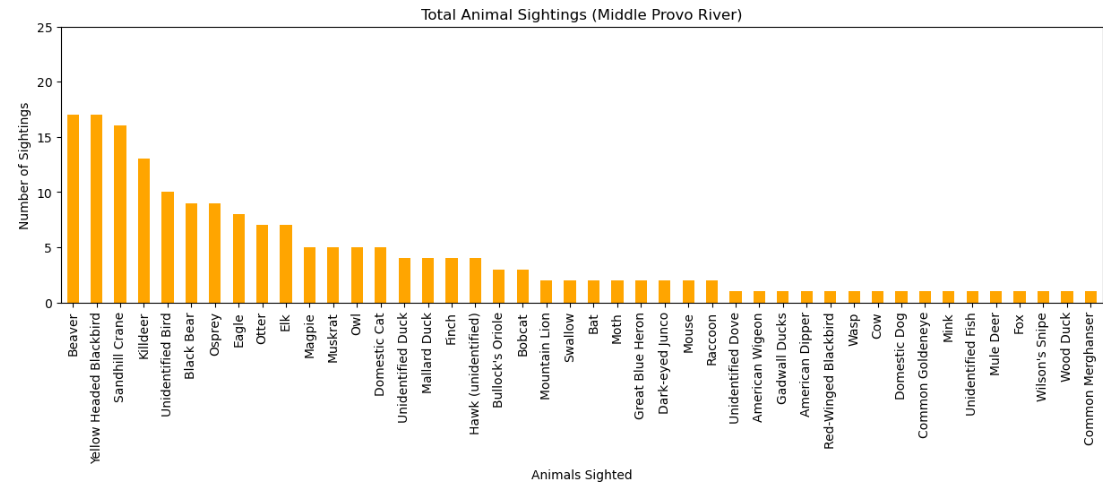 Total Animal Sightings (Middle Provo River)
Number of Sightings
25
20
15
10
5
0
Beaver
Yellow Headed Blackbird
Sandhill Crane
Killdeer
Unidentified Bird
Black Bear
Osprey
Eagle
Otter
Elk
Magpie
Muskrat
Owl
Domestic Cat
Unidentified Duck
Mallard Duck
Finch
Hawk (unidentified)
Bullock's Oriole
Bobcat
Mountain Lion
Swallow
Bat
Moth
Great Blue Heron
Dark-eyed Junco
Mouse
Raccoon
Unidentified Dove
American Wigeon
Gadwall Ducks
American Dipper
Red-Winged Blackbird
Wasp
Cow
Domestic Dog
Common Goldeneye
Mink
Unidentified Fish
Mule Deer
Fox
Wilson's Snipe
Wood Duck
Common Merghanser
Animals Sighted